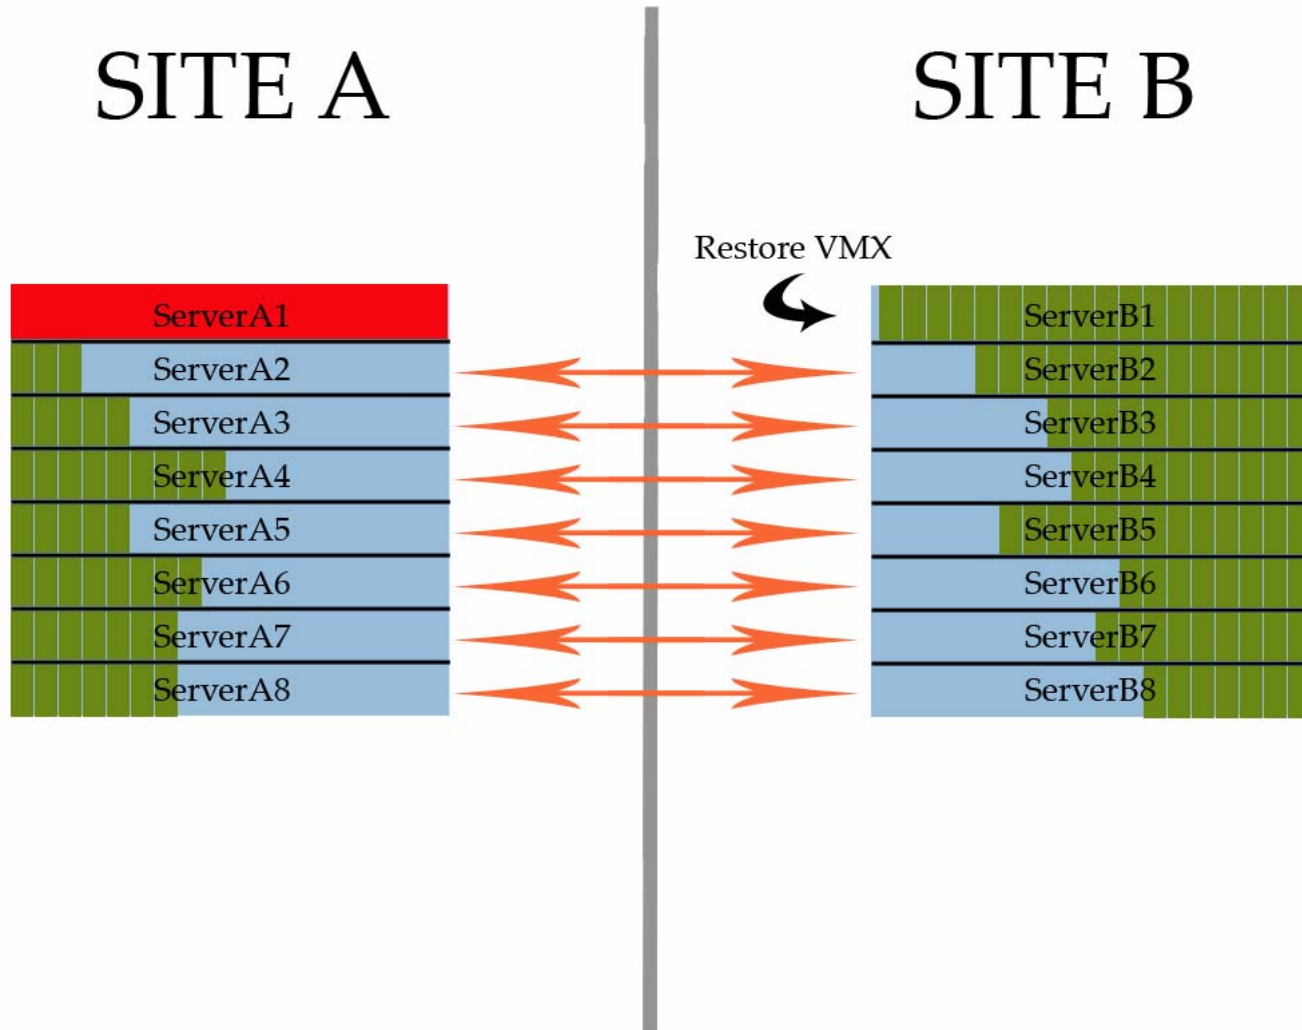 SITE A
SITE B
Restore VMX
ServerA1
ServerA2
ServerA3
ServerA4
ServerA5
ServerA6
ServerA7
ServerA8
ServerB1
ServerB2
ServerB3
ServerB4
ServerB5
ServerB6
ServerB7
ServerB8